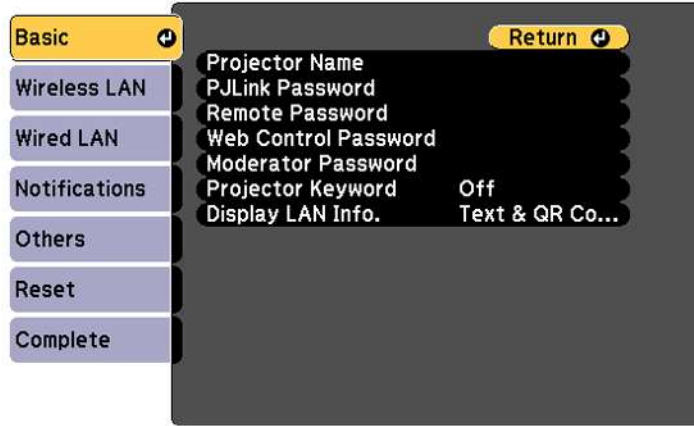 Basic
Return
Projector Name
Wireless LAN
PJLink Password
Remote Password
Wired LAN
Web Control Password
Moderator Password
Notifications
Projector Keyword Off
Display LAN Info. Text & QR Co...
Others
Reset
Complete